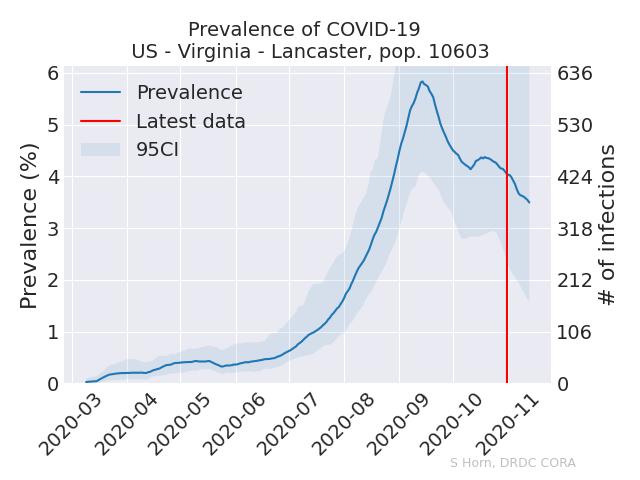 Prevalence of COVID-19
US - Virginia - Lancaster, pop. 10603
Prevalence (%)
6
5
4
3
2
1
0
Prevalence
Latest data
95CI
636
530
424
318
212
106
0
# of infections
2020-03
2020-04
2020-05
2020-06
2020-07
2020-08
2020-09
2020-10
2020-11
S Horn, DRDC CORA